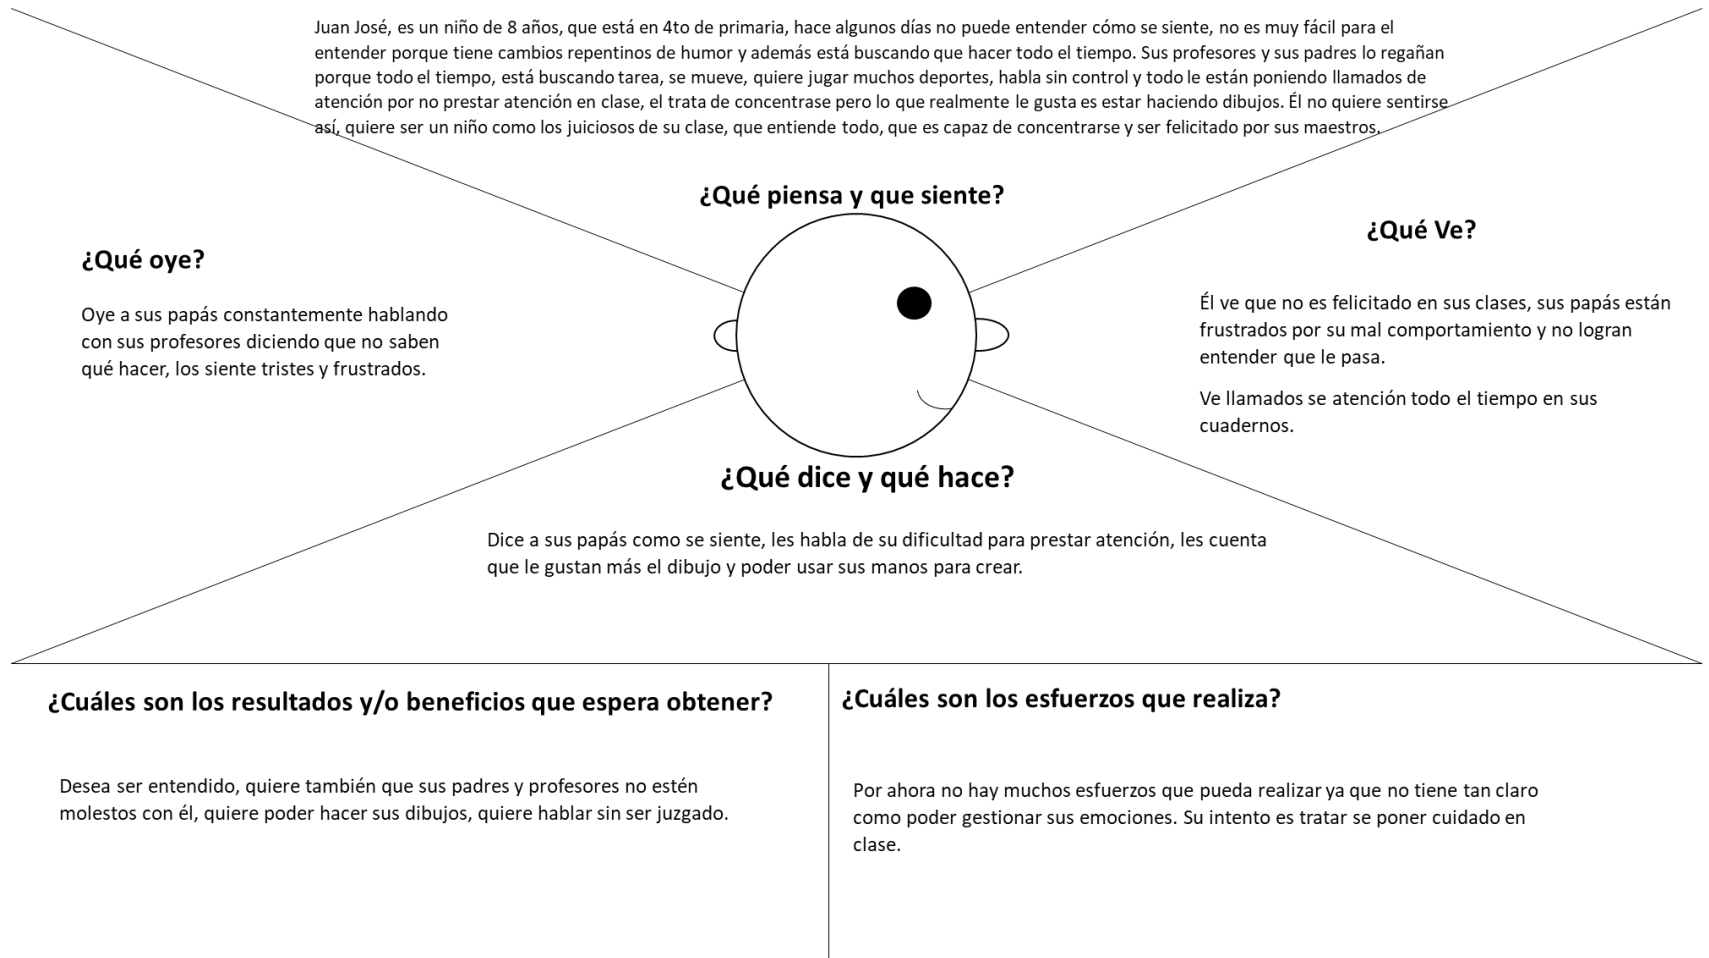 Juan José, es un niño de 8 años, que está en 4to de primaria, hace algunos días no puede entender cómo se siente, no es muy fácil para el
entender porque tiene cambios repentinos de humor y además está buscando que hacer todo el tiempo. Sus profesores y sus padres lo regañan
porque todo el tiempo, está buscando tarea, se mueve, quiere jugar muchos deportes, habla sin control y todo le están poniendo llamados de
atención por no prestar atención en clase, el trata de concentrase pero lo que realmente le gusta es estar haciendo dibujos. Él no quiere sentirse
así, quiere ser un niño como los juiciosos de su clase, que entiende todo, que es capaz de concentrarse y ser felicitado por sus maestros.
¿Qué piensa y que siente?
¿Qué oye?
Oye a sus papás constantemente hablando
con sus profesores diciendo que no saben
qué hacer, los siente tristes y frustrados.
¿Qué Ve?
Él ve que no es felicitado en sus clases, sus papás están
frustrados por su mal comportamiento y no logran
entender que le pasa.
Ve llamados se atención todo el tiempo en sus
cuadernos.
¿Qué dice y qué hace?
Dice a sus papás como se siente, les habla de su dificultad para prestar atención, les cuenta
que le gustan más el dibujo y poder usar sus manos para crear.
¿Cuáles son los resultados y/o beneficios que espera obtener?
Desea ser entendido, quiere también que sus padres y profesores no estén
molestos con él, quiere poder hacer sus dibujos, quiere hablar sin ser juzgado.
¿Cuáles son los esfuerzos que realiza?
Por ahora no hay muchos esfuerzos que pueda realizar ya que no tiene tan claro
como poder gestionar sus emociones. Su intento es tratar se poner cuidado en
clase.